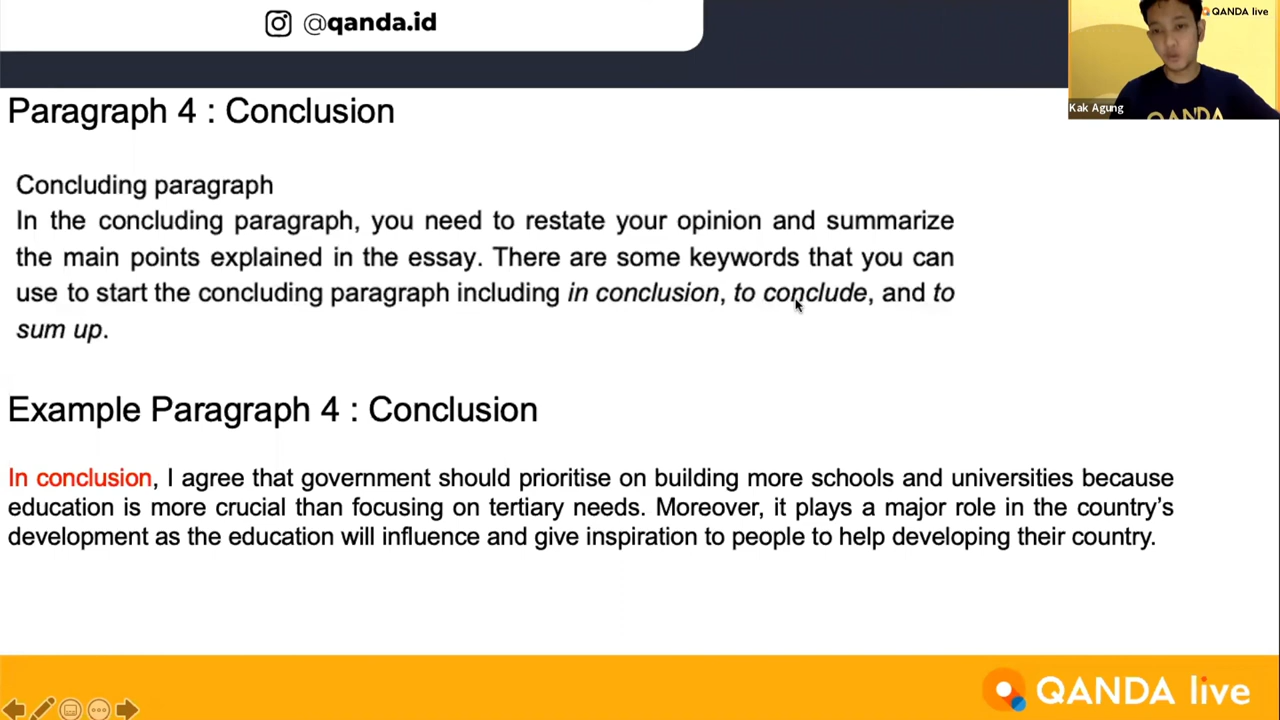 @qanda.id
QANDA live
Kak Agung
QANDA
Paragraph 4 : Conclusion
Concluding paragraph
In the concluding paragraph, you need to restate your opinion and summarize
the main points explained in the essay. There are some keywords that you can
use to start the concluding paragraph including in conclusion, to conclude, and to
sum up.
Example Paragraph 4 : Conclusion
In conclusion, I agree that government should prioritise on building more schools and universities because
education is more crucial than focusing on tertiary needs. Moreover, it plays a major role in the country’s
development as the education will influence and give inspiration to people to help developing their country.
QANDA live